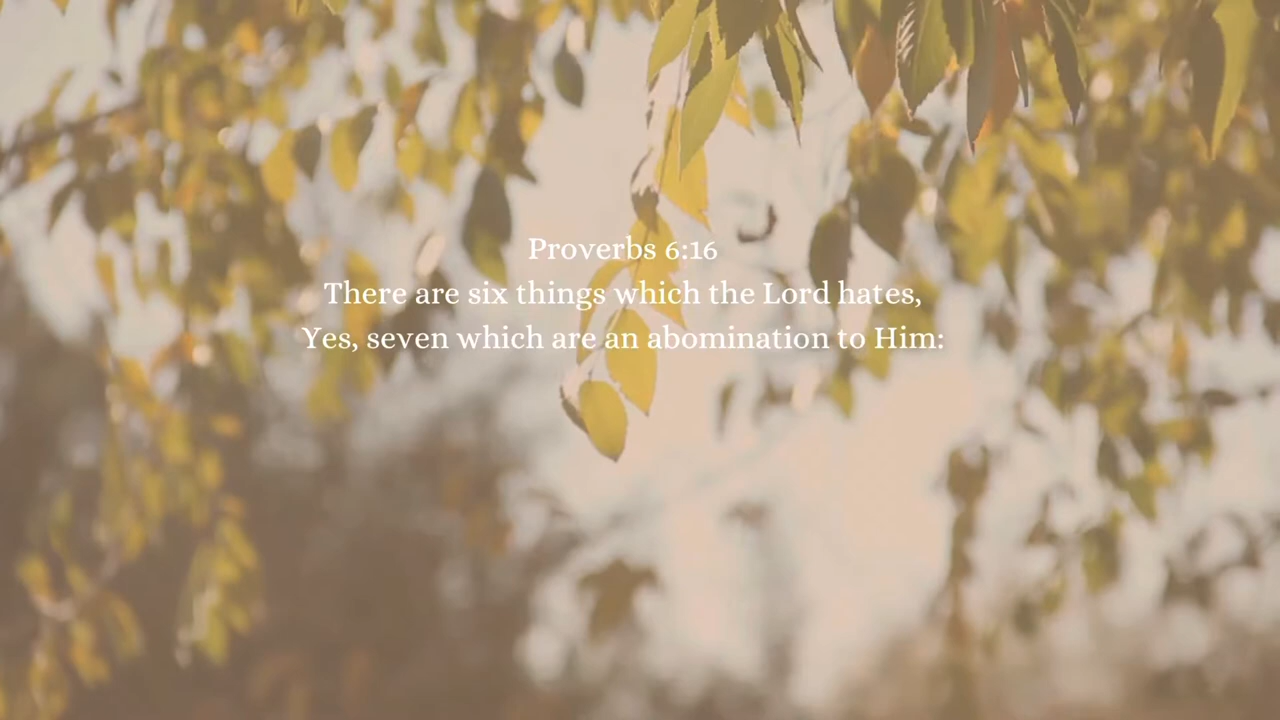 Proverbs 6:16
There are six things which the Lord hates,
Yes, seven which are an abomination to Him: